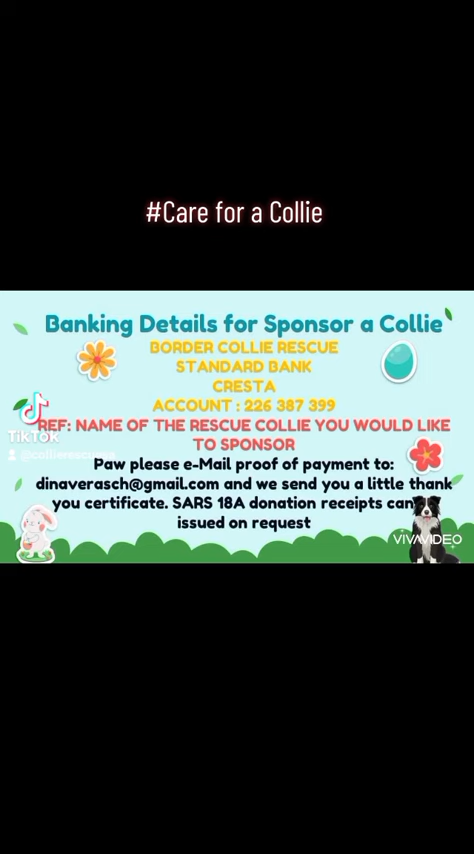 #Care for a Collie
Banking Details for Sponsor a Collie
BORDER COLLIE RESCUE
STANDARD BANK
CRESTA
ACCOUNT : 226 387 399
REF: NAME OF THE RESCUE COLLIE YOU WOULD LIKE
TO SPONSOR
TikTok
Paw please e-Mail proof of payment to:
dinaverasch@gmail.com and we send you a little thank
you certificate. SARS 18A donation receipts can
issued on request
VIVAVIDEO